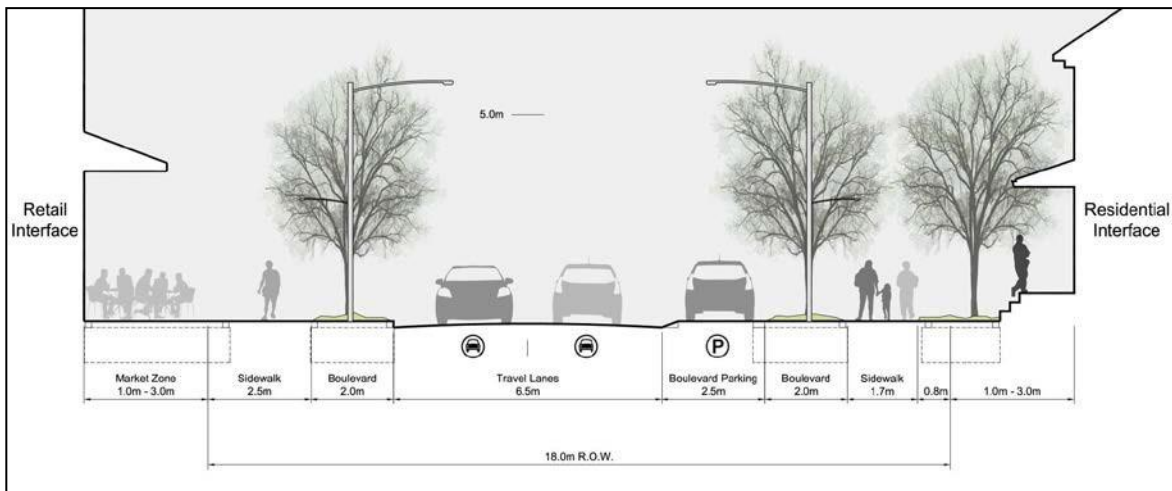 5.0m
Retail
Interface
Residential
Interface
P
Market Zone
1.0m - 3.0m
Sidewalk
2.5m
Boulevard
2.0m
Travel Lanes
6.5m
Boulevard Parking
2.5m
Boulevard
2.0m
Sidewalk
1.7m
0.8m
1.0m - 3.0m
18.0m R.O.W.